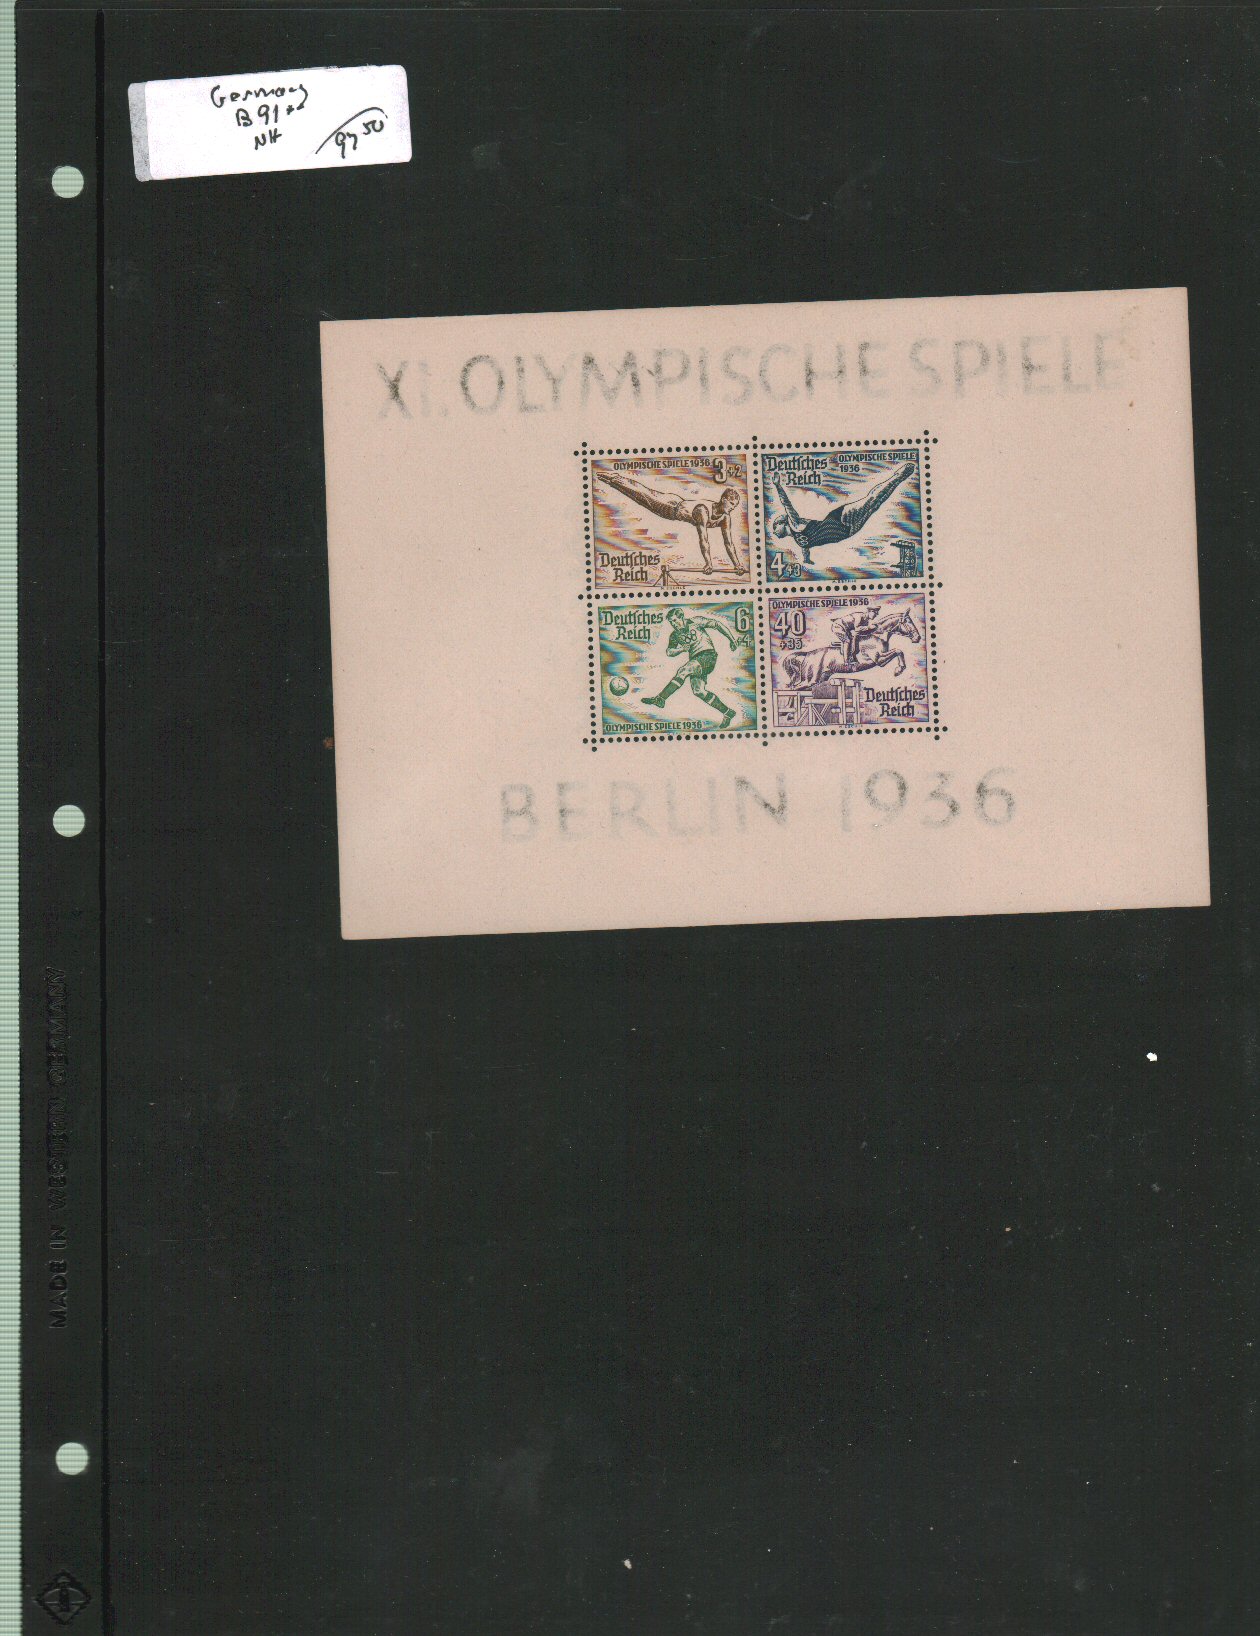 Germany
B91**
NH
97 50
XI. OLYMPISCHE SPIELE
OLYMPISCHE SPIELE 1936 3+2
Deutsches
Reich
Deutsches
Reich
OLYMPISCHE SPIELE
1936
4+3
Deutsches
Reich
6+4
OLYMPISCHE SPIELE 1936
OLYMPISCHE SPIELE 1936
40
+35
Deutsches
Reich
BERLIN 1936
MADE IN WESTERN GERMANY